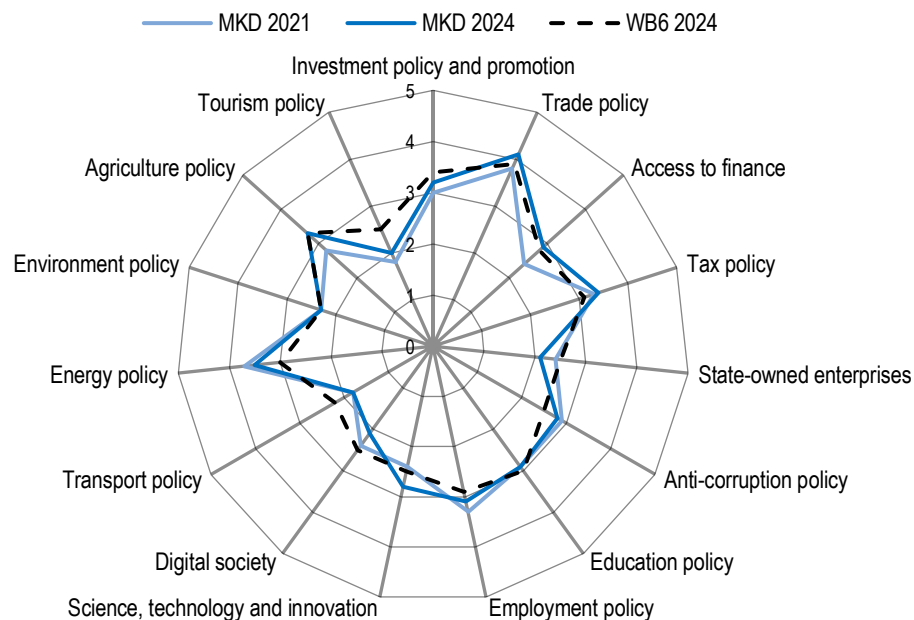 MKD 2021 MKD 2024 WB6 2024
Investment policy and promotion
Trade policy
Access to finance
Tax policy
State-owned enterprises
Anti-corruption policy
Education policy
Employment policy
Science, technology and innovation
Digital society
Transport policy
Energy policy
Environment policy
Agriculture policy
Tourism policy
5
4
3
2
1
0